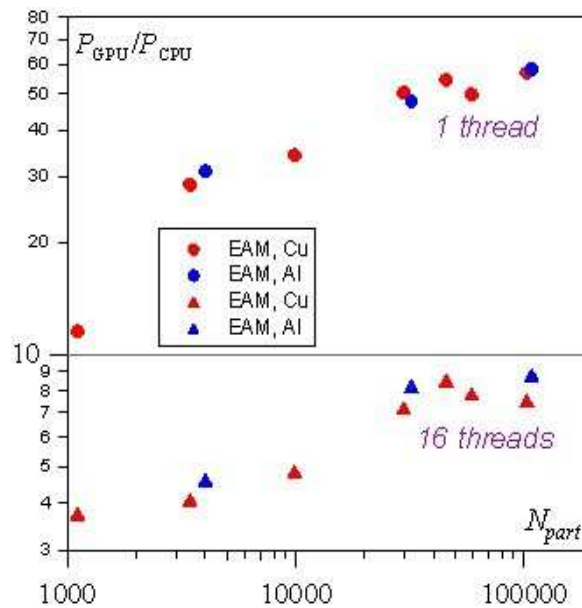 80
70
P_GPU/P_CPU
60
50
40
1 thread
30
20
EAM, Cu
EAM, Al
EAM, Cu
EAM, Al
10
9
8
7
6
16 threads
5
4
N_part
3
1000 10000 100000